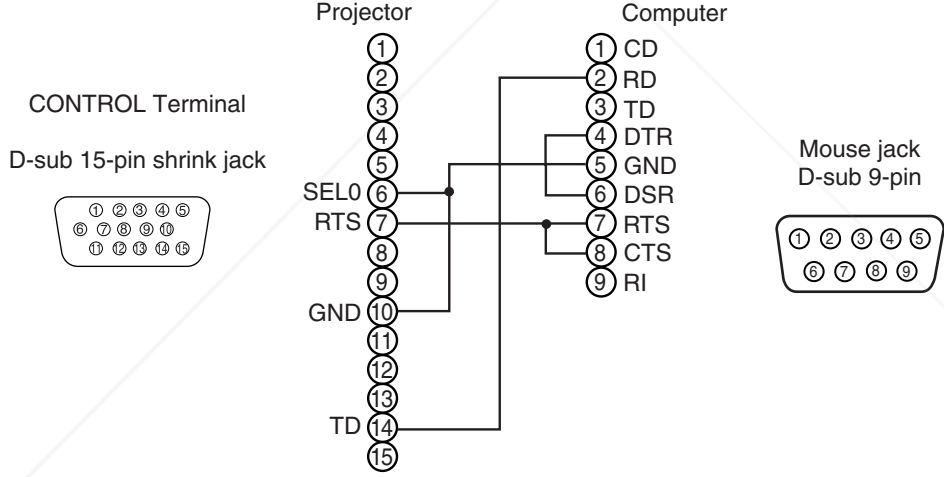 Projector
Computer
CONTROL Terminal
D-sub 15-pin shrink jack
① ② ③ ④ ⑤
⑥ ⑦ ⑧ ⑨ ⑩
⑪ ⑫ ⑬ ⑭ ⑮
①
②
③
④
⑤
SEL0 ⑥
RTS ⑦
⑧
⑨
GND ⑩
⑪
⑫
⑬
TD ⑭
⑮
① CD
② RD
③ TD
④ DTR
⑤ GND
⑥ DSR
⑦ RTS
⑧ CTS
⑨ RI
Mouse jack
D-sub 9-pin
① ② ③ ④ ⑤
⑥ ⑦ ⑧ ⑨